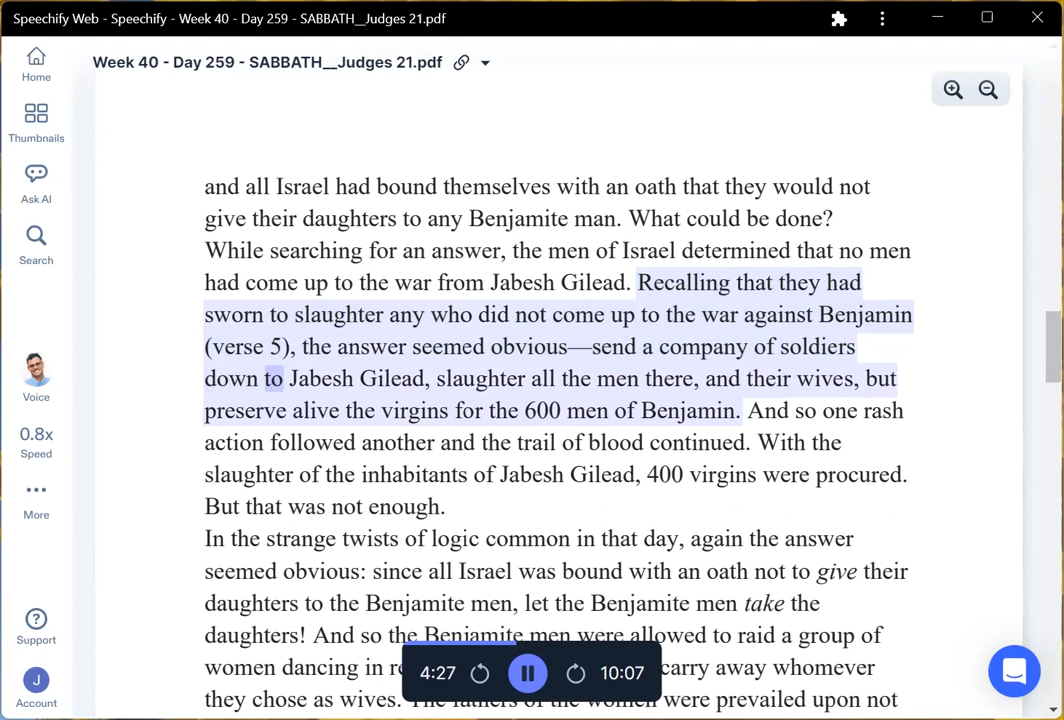 Speechify Web - Speechify - Week 40 - Day 259 - SABBATH__Judges 21.pdf
Week 40 - Day 259 - SABBATH__Judges 21.pdf
Home
Thumbnails
Ask AI
Search
Voice
0.8x
Speed
More
Support
J
Account
and all Israel had bound themselves with an oath that they would not
give their daughters to any Benjamite man. What could be done?
While searching for an answer, the men of Israel determined that no men
had come up to the war from Jabesh Gilead. Recalling that they had
sworn to slaughter any who did not come up to the war against Benjamin
(verse 5), the answer seemed obvious—send a company of soldiers
down to Jabesh Gilead, slaughter all the men there, and their wives, but
preserve alive the virgins for the 600 men of Benjamin. And so one rash
action followed another and the trail of blood continued. With the
slaughter of the inhabitants of Jabesh Gilead, 400 virgins were procured.
But that was not enough.
In the strange twists of logic common in that day, again the answer
seemed obvious: since all Israel was bound with an oath not to give their
daughters to the Benjamite men, let the Benjamite men take the
daughters! And so the Benjamite men were allowed to raid a group of
women dancing in carry away whomever
they chose as wives. The fathers of the women were prevailed upon not
4:27
10:07